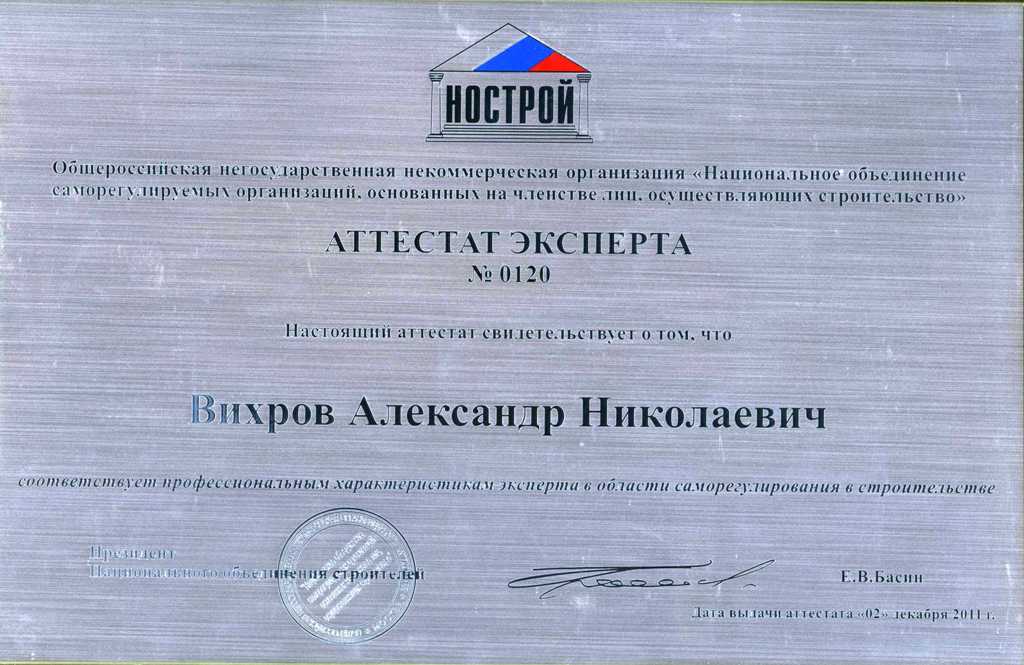 НОСТРОЙ
Общероссийская негосударственная некоммерческая организация «Национальное объединение
саморегулируемых организаций, основанных на членстве лиц, осуществляющих строительство»
АТТЕСТАТ ЭКСПЕРТА
№ 0120
Настоящий аттестат свидетельствует о том, что
Вихров Александр Николаевич
соответствует профессиональным характеристикам эксперта в области саморегулирования в строительстве
Президент
Национального объединения строителей
Е.В.Басин
Дата выдачи аттестата «02» декабря 2011 г.